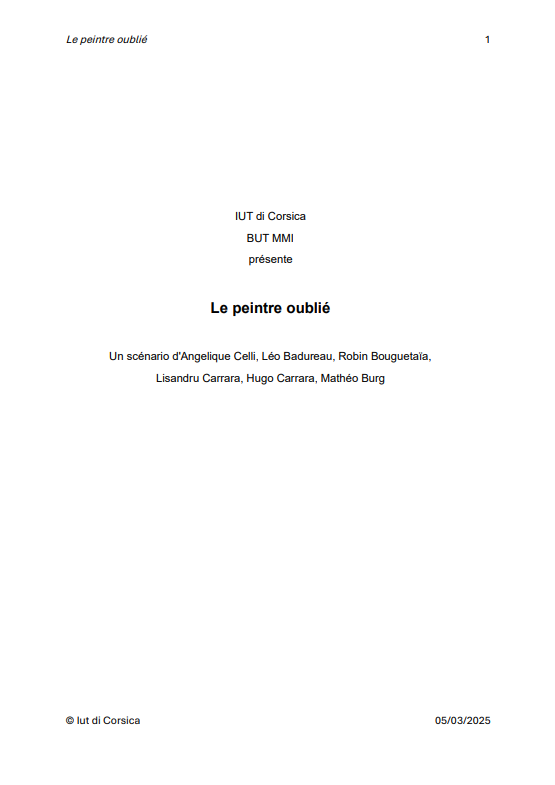 Le peintre oublié 1
IUT di Corsica
BUT MMI
présente
Le peintre oublié
Un scénario d'Angelique Celli, Léo Badureau, Robin Bouguetaïa,
Lisandru Carrara, Hugo Carrara, Mathéo Burg
© Iut di Corsica 05/03/2025